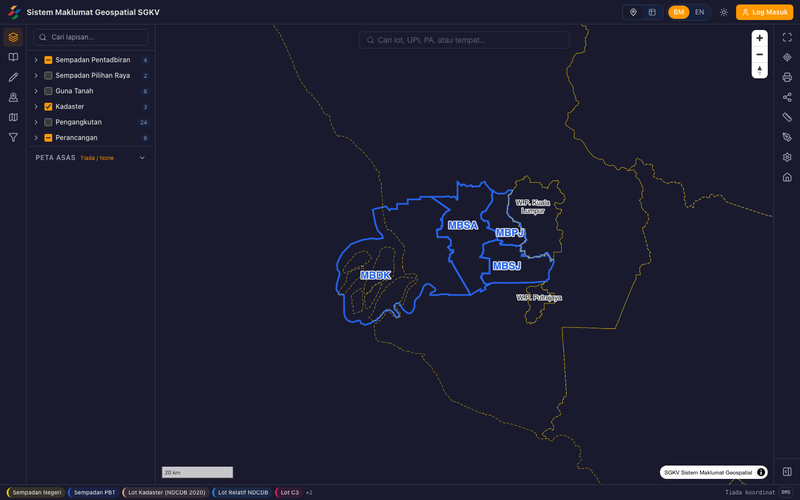 Sistem Maklumat Geospatial SGKV
BM
EN
Log Masuk
Cari lapisan...
Sempadan Pentadbiran 4
Sempadan Pilihan Raya 2
Guna Tanah 8
Kadaster 3
Pengangkutan 24
Perancangan 8
PETA ASAS Tiada / None
Cari lot, UPI, PA, atau tempat...
W.P. Kuala
Lumpur
MBSA
MBPJ
MBSJ
MBDK
W.P. Putrajaya
20 km
SGKV Sistem Maklumat Geospatial
Sempadan Negeri
Sempadan PBT
Lot Kadaster (NDCDB 2020)
Lot Relatif NDCDB
Lot C3
+2
Tiada koordinat
BMS